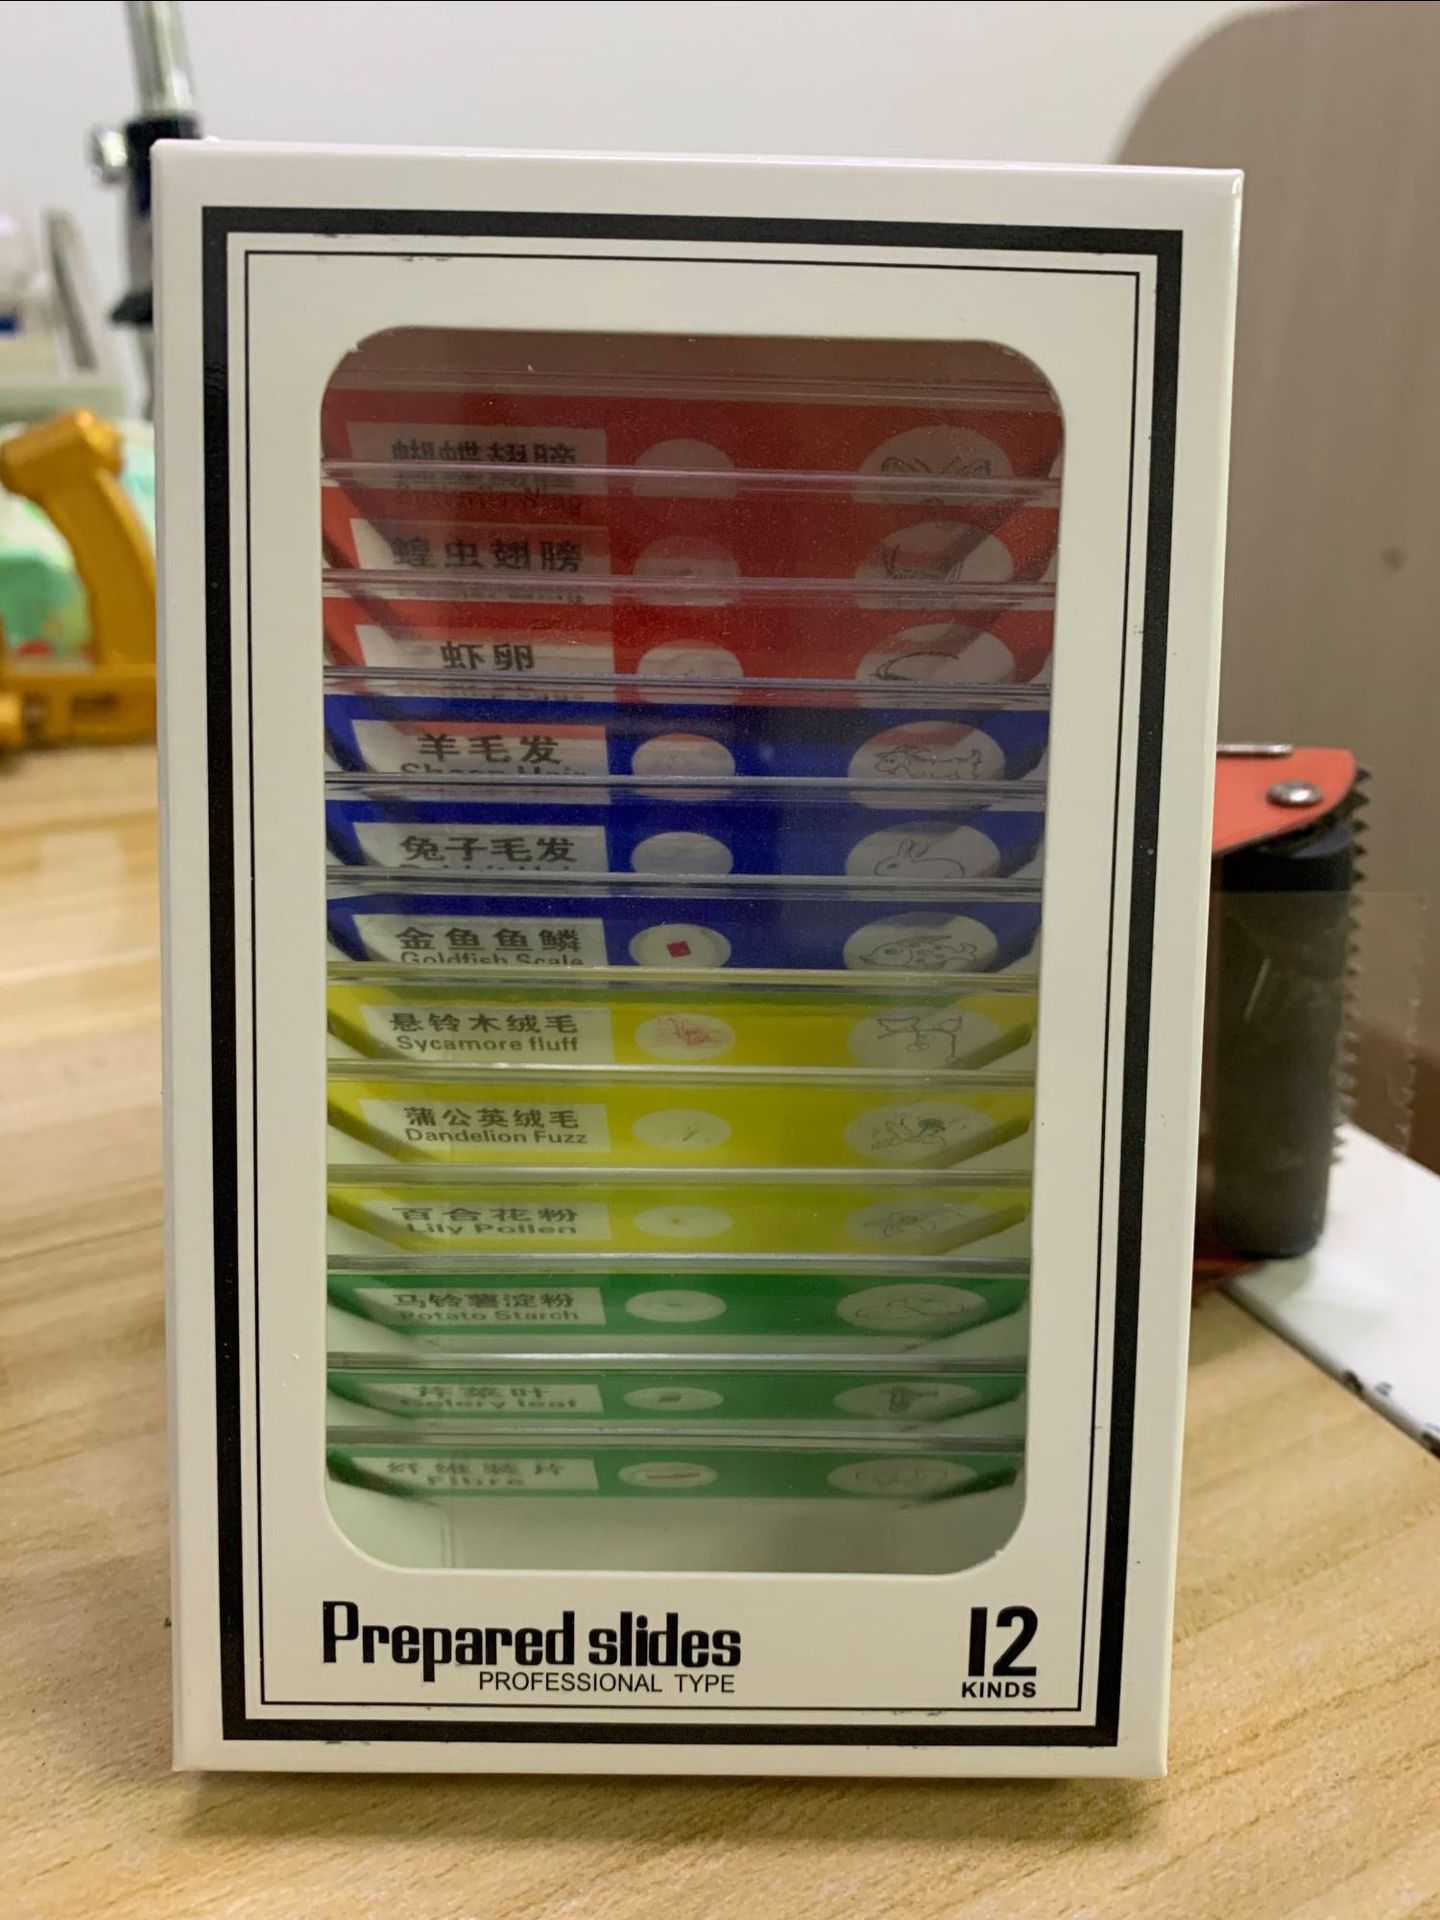 蝴蝶翅膀
蝗虫翅膀
虾卵
羊毛发
Sheep Hair
兔子毛发
金鱼鱼鳞
Goldfish Scale
悬铃木绒毛
Sycamore fluff
蒲公英绒毛
Dandelion Fuzz
百合花粉
Lily Pollen
马铃薯淀粉
Potato Starch
芹菜叶
Celery leaf
纤维装片
Fibre
Prepared slides
PROFESSIONAL TYPE
12
KINDS